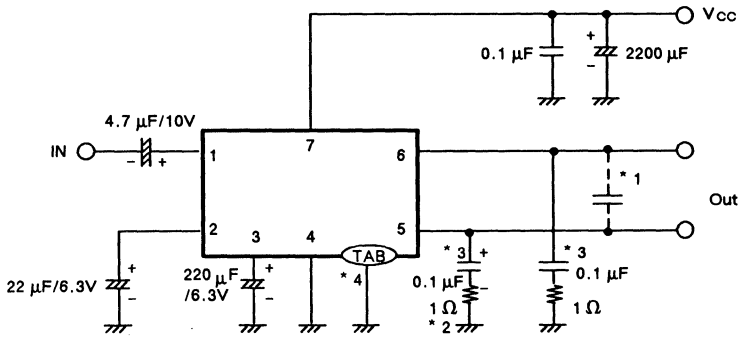 VCC
0.1 µF
+
2200 µF
−
4.7 µF/10V
IN
−
+
1
7
6
* 1
Out
2
3
4
5
TAB
* 4
22 µF/6.3V
+
−
220 µF
/6.3V
+
−
* 3
+
0.1 µF
−
1Ω
* 2
* 3
0.1 µF
1Ω